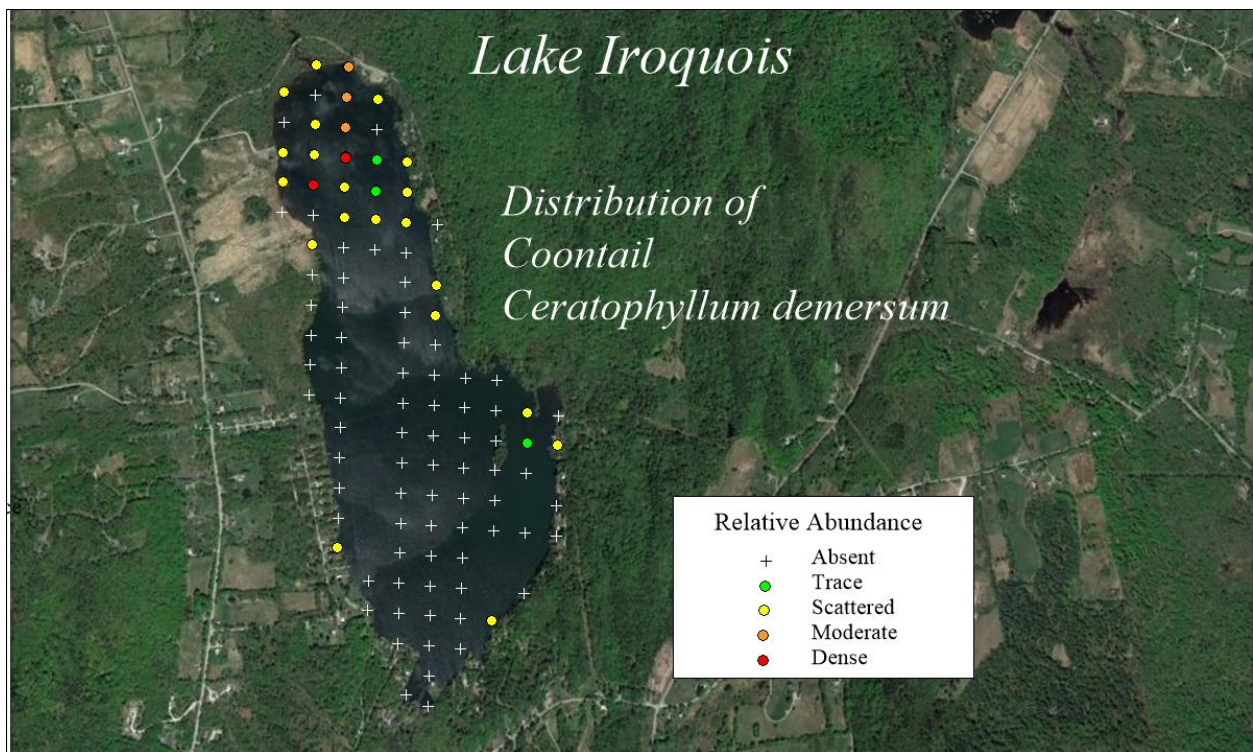 Lake Iroquois
Distribution of
Coontail
Ceratophyllum demersum
Relative Abundance
Absent
Trace
Scattered
Moderate
Dense